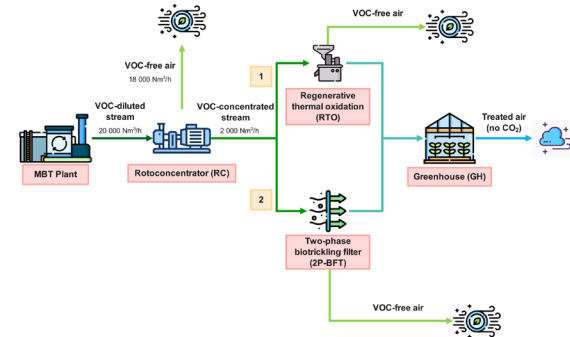 VOC-free air
VOC-free air
18 000 Nm³/h
1
Regenerative
thermal oxidation
(RTO)
VOC-diluted
stream
20 000 Nm³/h
VOC-concentrated
stream
2 000 Nm³/h
Treated air
(no CO₂)
MBT Plant
Rotoconcentrator (RC)
Greenhouse (GH)
2
Two-phase
biotrickling filter
(2P-BFT)
VOC-free air